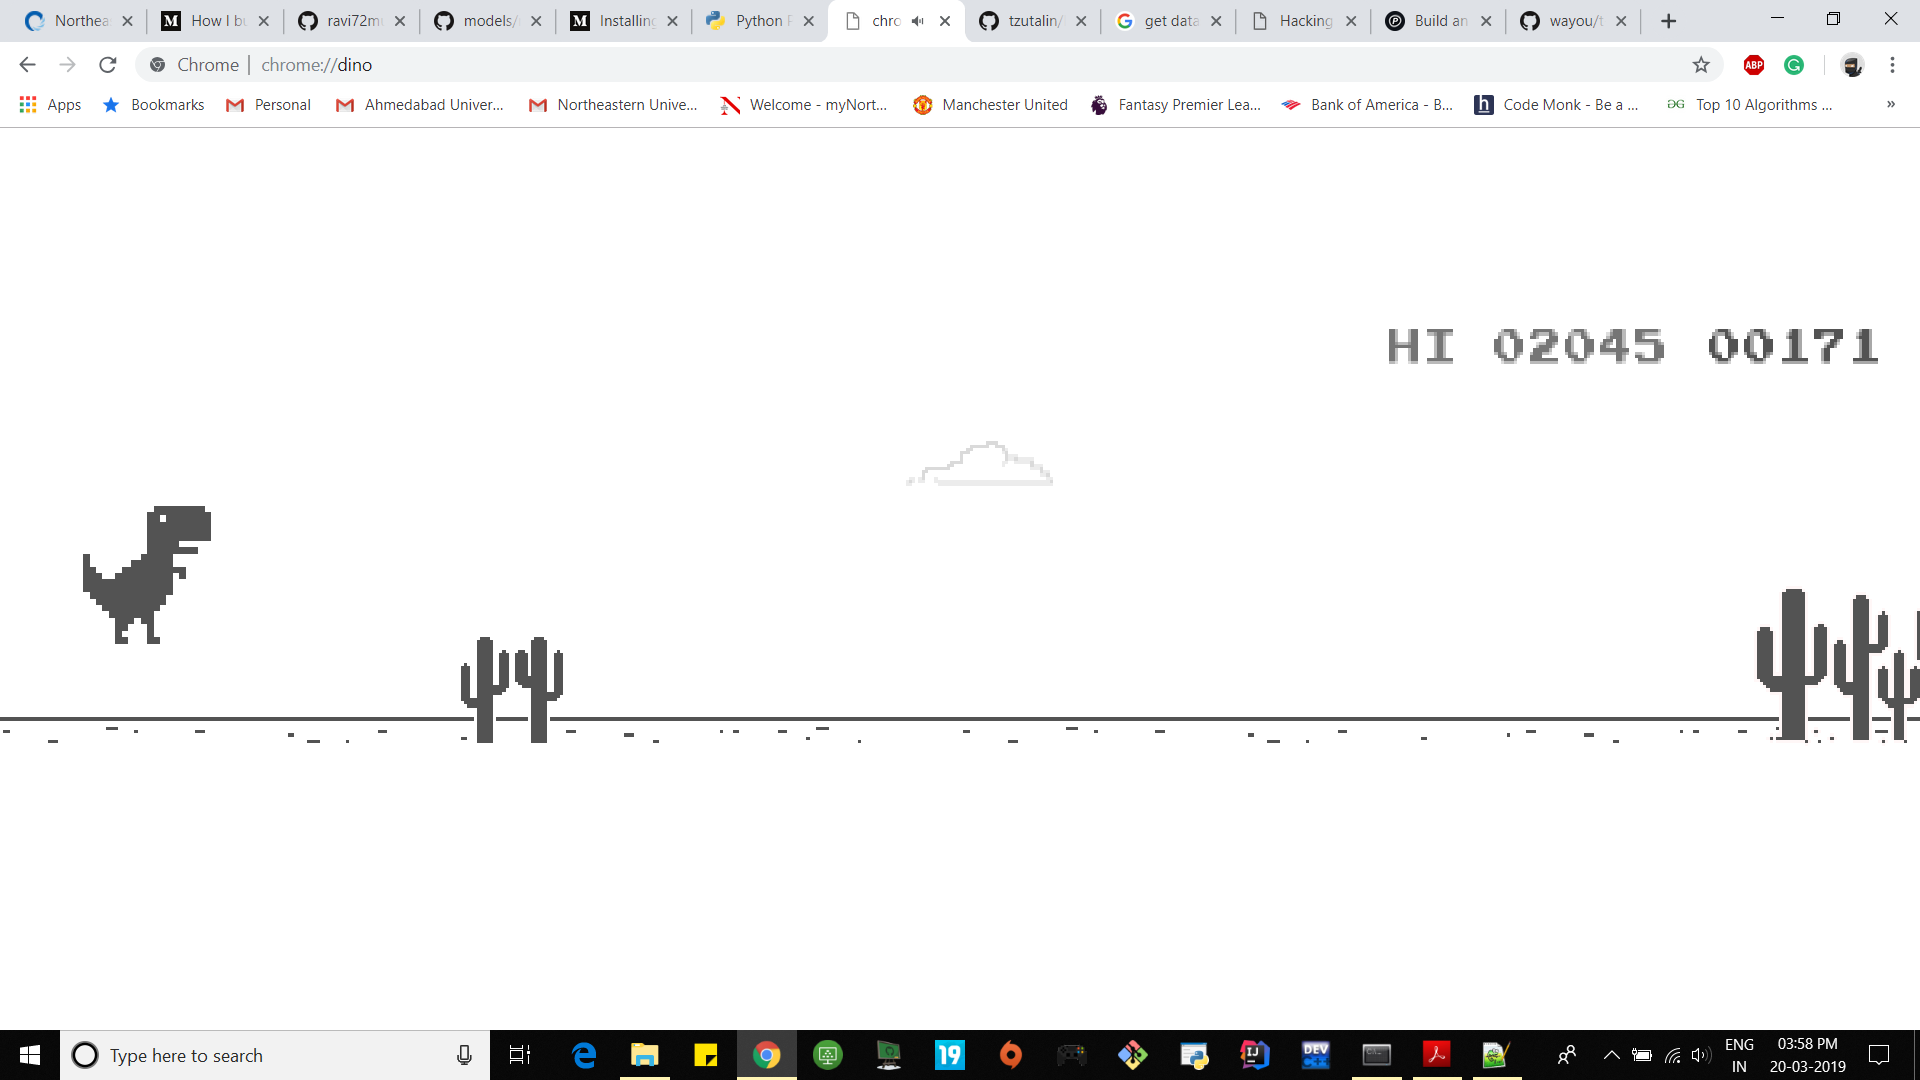 Northea How I bu ravi72mu models/ Installing Python chro tzutalin/ get data Hacking Build an wayou/t
Chrome chrome://dino
Apps Bookmarks Personal Ahmedabad Univer... Northeastern Unive... Welcome - myNort... Manchester United Fantasy Premier Lea... Bank of America - B... Code Monk - Be a ... Top 10 Algorithms ... »
HI 02045 00171
Type here to search
ENG
IN
03:58 PM
20-03-2019